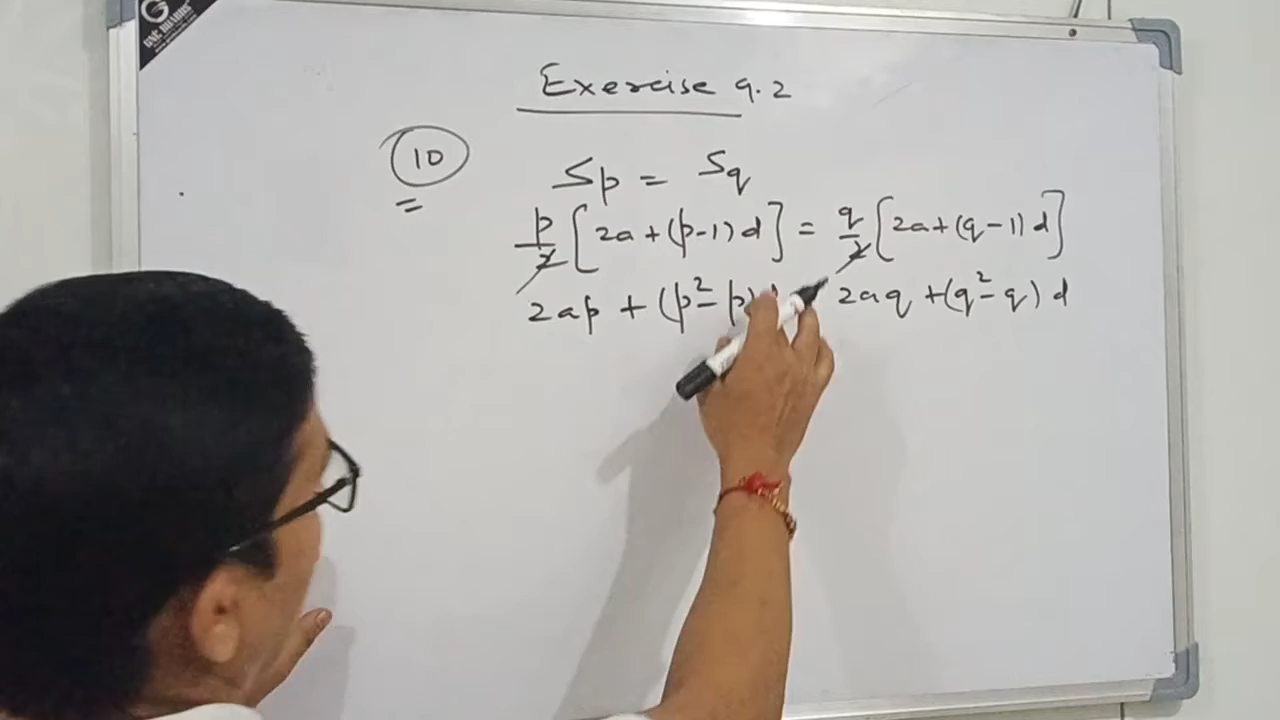 Exercise 9.2
10
Sp = Sq
p/2 [2a + (p-1)d] = q/2 [2a + (q-1)d]
2ap + (p²- p) 2aq + (q²- q) d